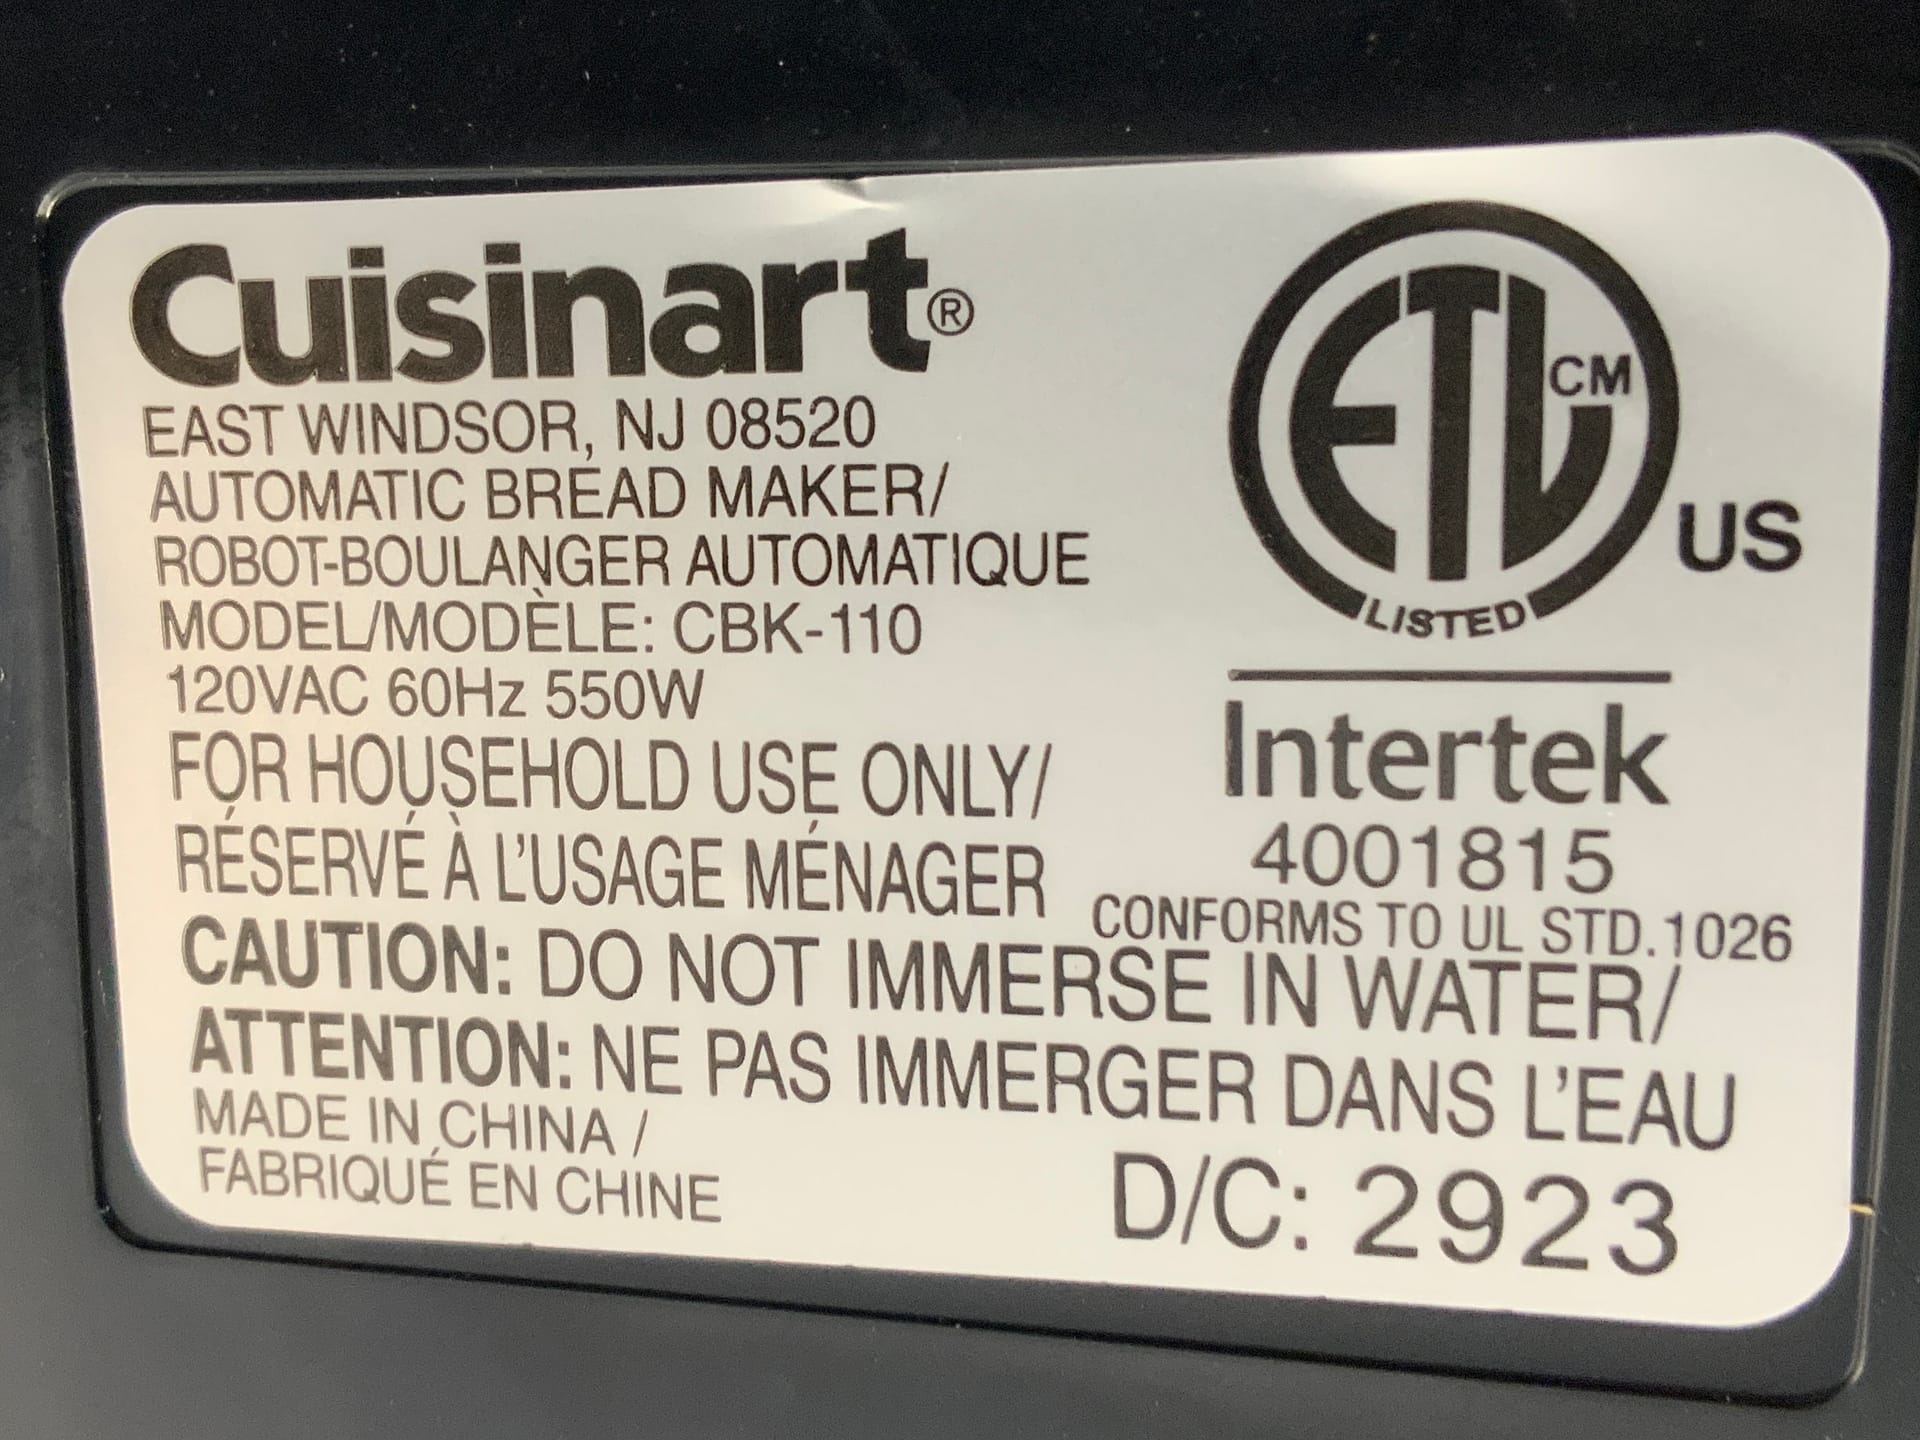 Cuisinart®
EAST WINDSOR, NJ 08520
AUTOMATIC BREAD MAKER/
ROBOT-BOULANGER AUTOMATIQUE
MODEL/MODÈLE: CBK-110
120VAC 60Hz 550W
FOR HOUSEHOLD USE ONLY/
RÉSERVÉ À L'USAGE MÉNAGER
CAUTION: DO NOT IMMERSE IN WATER/
ATTENTION: NE PAS IMMERGER DANS L'EAU
MADE IN CHINA /
FABRIQUÉ EN CHINE
ETL CM
US
LISTED
Intertek
4001815
CONFORMS TO UL STD.1026
D/C: 2923